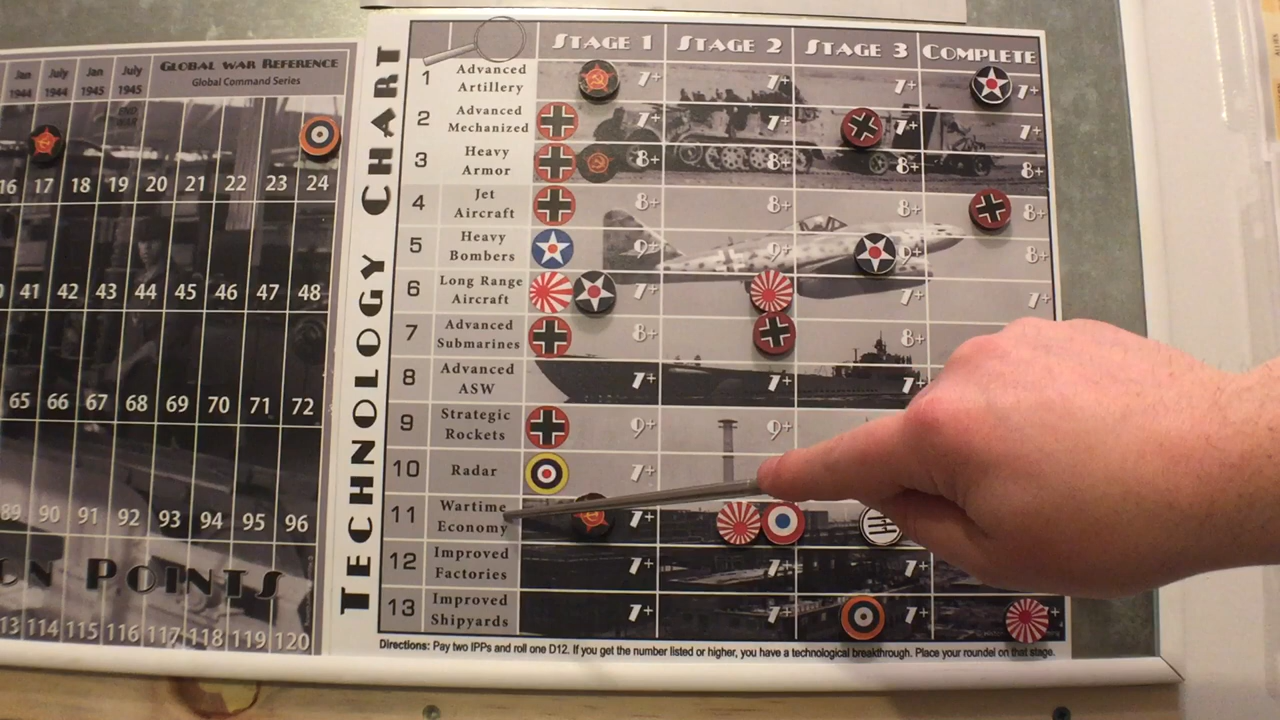 Jan July Jan July GLOBAL WAR REFERENCE
1944 1944 1945 1945 Global Command Series
END WAR
16 17 18 19 20 21 22 23 24
41 42 43 44 45 46 47 48
65 66 67 68 69 70 71 72
89 90 91 92 93 94 95 96
ON POINTS
13 114 115 116 117 118 119 120
TECHNOLOGY CHART
STAGE 1 STAGE 2 STAGE 3 COMPLETE
1 Advanced Artillery 7+ 7+ 7+ 7+
2 Advanced Mechanized 7+ 7+ 7+ 7+
3 Heavy Armor 8+ 8+ 8+ 8+
4 Jet Aircraft 8+ 8+ 8+ 8+
5 Heavy Bombers 9+ 9+ 9+ 8+
6 Long Range Aircraft 7+ 7+ 7+
7 Advanced Submarines 8+ 8+
8 Advanced ASW 7+ 7+ 7+
9 Strategic Rockets 9+ 9+
10 Radar 7+
11 Wartime Economy 7+
12 Improved Factories 7+ 7+ 7+
13 Improved Shipyards 7+ 7+ 7+ +
Directions: Pay two IPPs and roll one D12. If you get the number listed or higher, you have a technological breakthrough. Place your roundel on that stage.